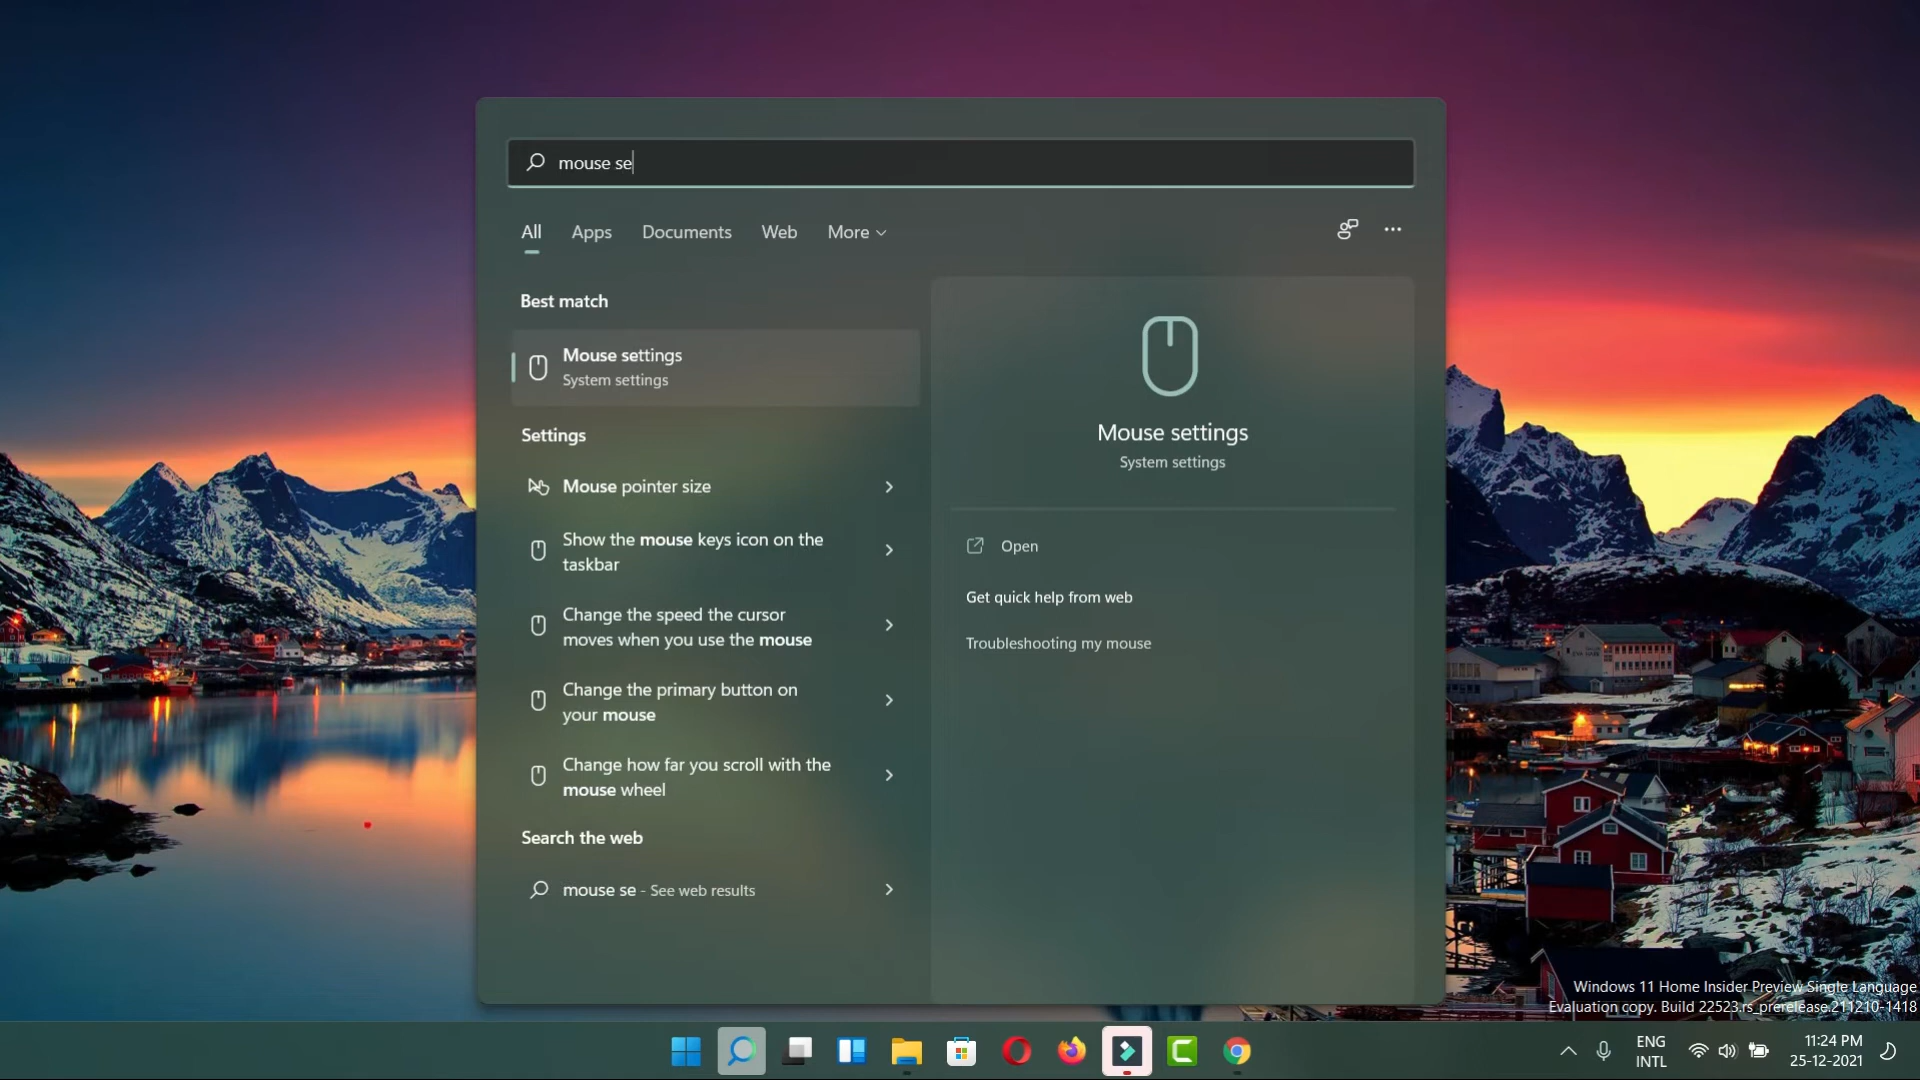 mouse se
All Apps Documents Web More
Best match
Mouse settings
System settings
Settings
Mouse pointer size
Show the mouse keys icon on the
taskbar
Change the speed the cursor
moves when you use the mouse
Change the primary button on
your mouse
Change how far you scroll with the
mouse wheel
Search the web
mouse se - See web results
Mouse settings
System settings
Open
Get quick help from web
Troubleshooting my mouse
Windows 11 Home Insider Preview Single Language
Evaluation copy. Build 22523.rs_prerelease.211210-1418
ENG
INTL
11:24 PM
25-12-2021